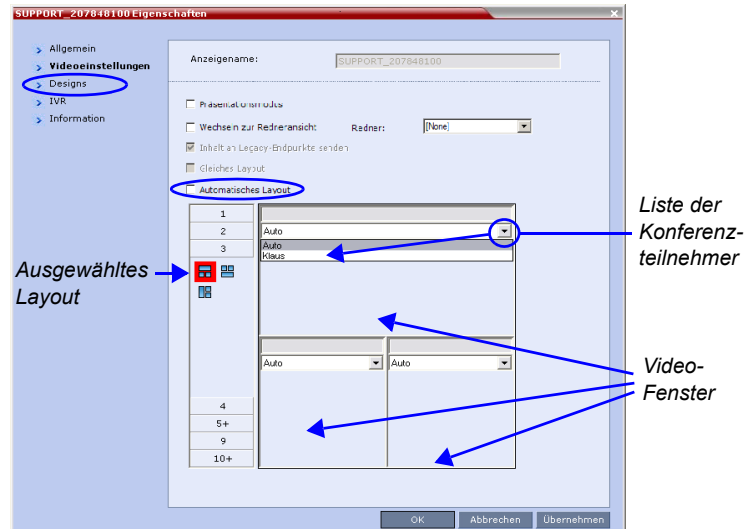 SUPPORT_207848100 Eigenschaften
Allgemein
Videoeinstellungen
Designs
IVR
Information
Anzeigename:
SUPPORT_207848100
Präsentationsmodus
Wechseln zur Redneransicht
Redner:
[None]
Inhalt an Legacy-Endpunkte senden
Gleiches Layout
Automatisches Layout
1
2
3
Auto
Auto
Klaus
Ausgewähltes
Layout
Liste der
Konferenz-
teilnehmer
Auto
Auto
Video-
Fenster
4
5+
9
10+
OK
Abbrechen
Übernehmen